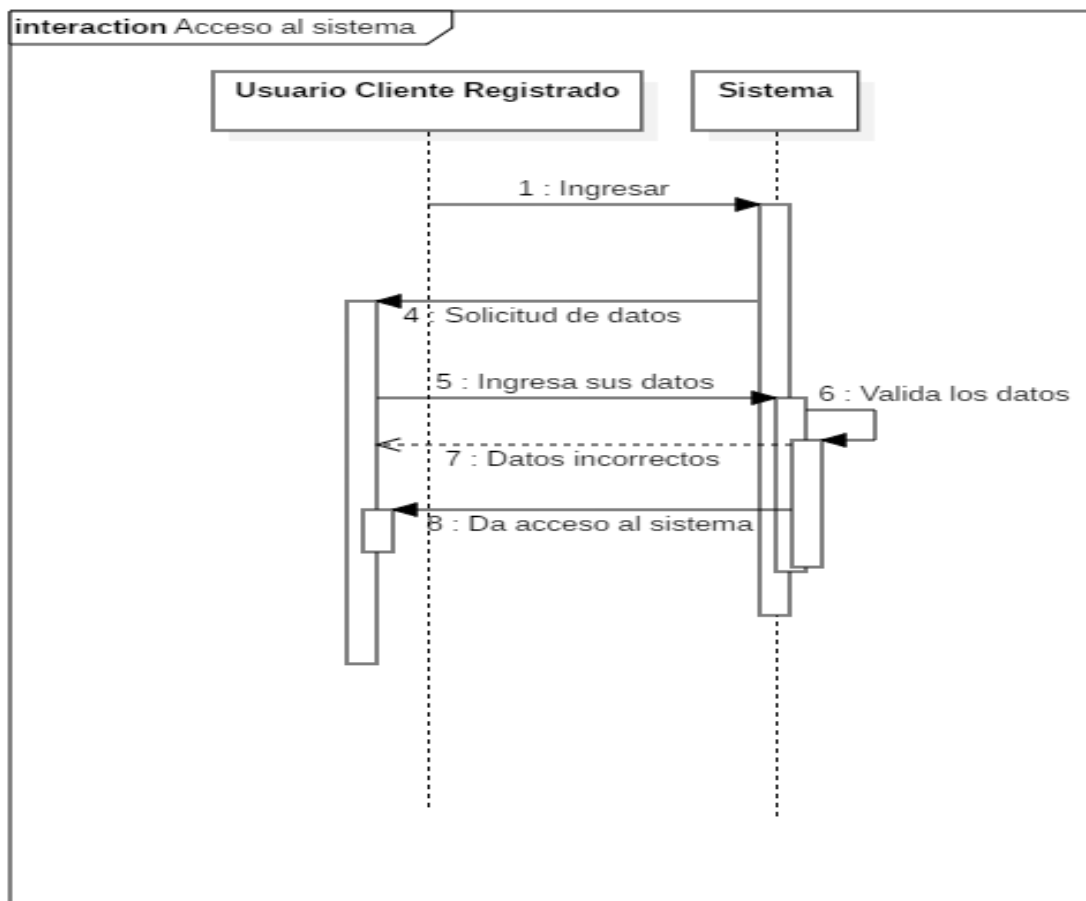 interaction Acceso al sistema
Usuario Cliente Registrado
Sistema
1 : Ingresar
4 : Solicitud de datos
5 : Ingresa sus datos
6 : Valida los datos
7 : Datos incorrectos
8 : Da acceso al sistema